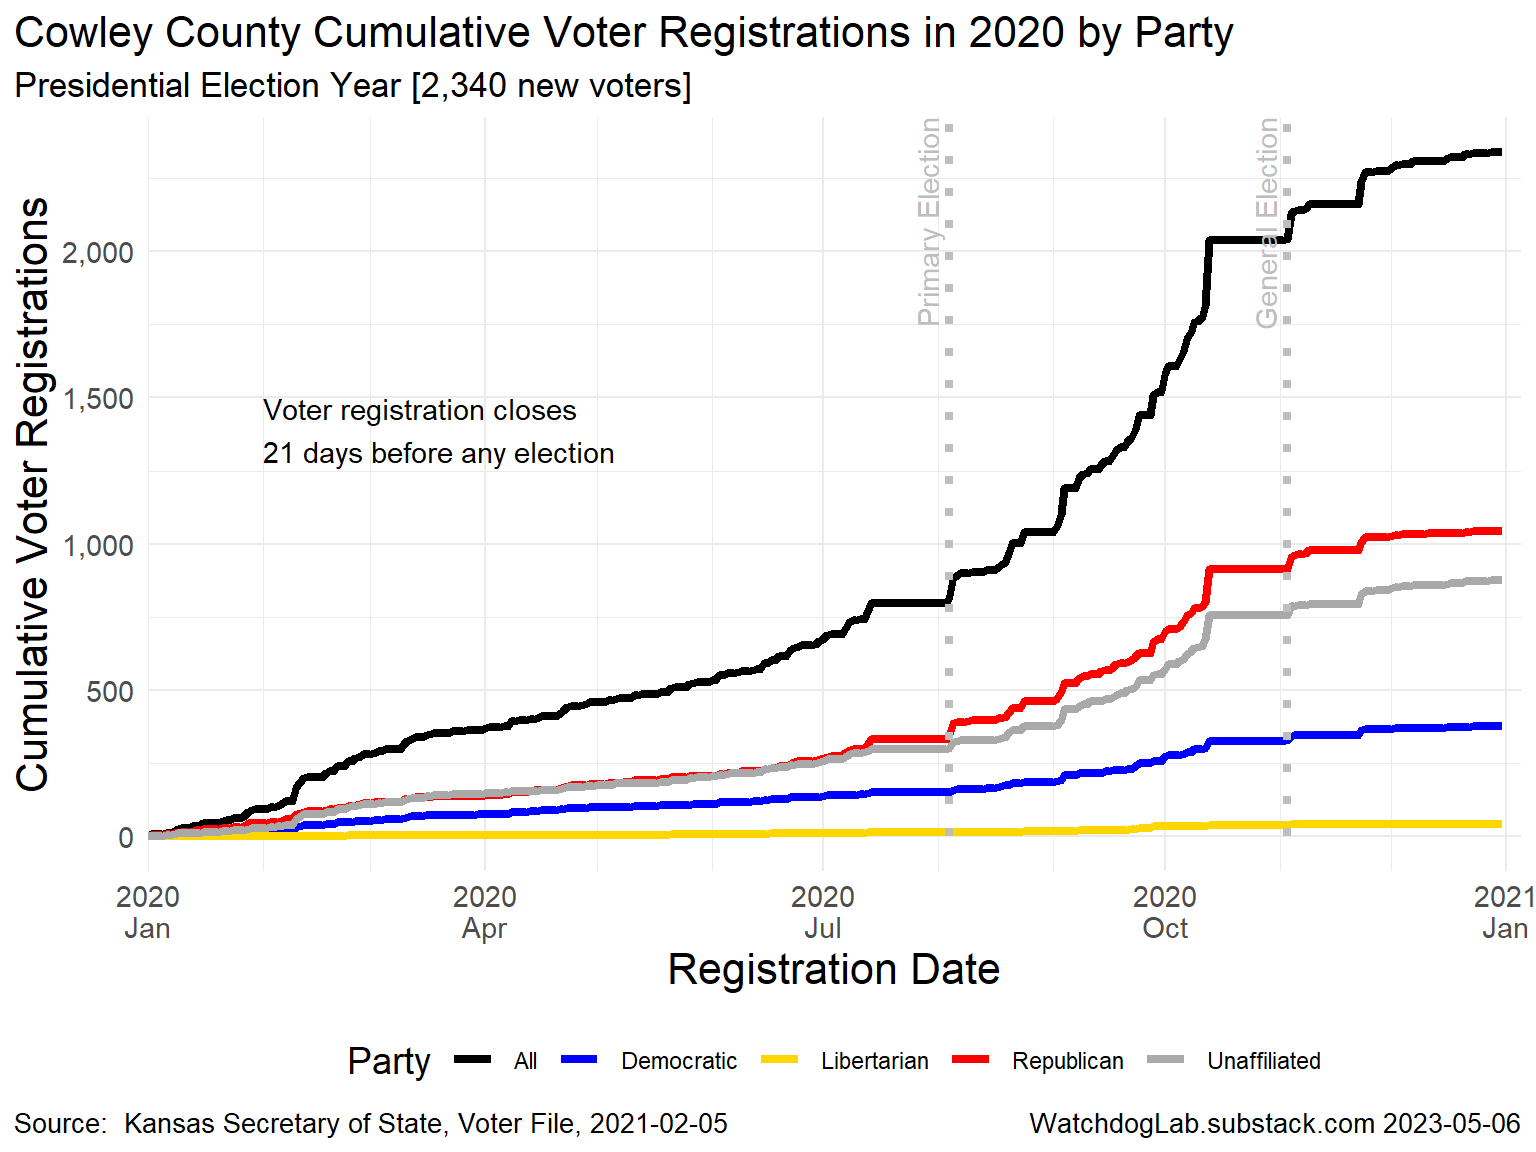 Cowley County Cumulative Voter Registrations in 2020 by Party
Presidential Election Year [2,340 new voters]
Cumulative Voter Registrations
2,000
1,500
1,000
500
0
Primary Election
General Election
Voter registration closes
21 days before any election
2020 2020 2020 2020 2021
Jan Apr Jul Oct Jan
Registration Date
Party All Democratic Libertarian Republican Unaffiliated
Source:  Kansas Secretary of State, Voter File, 2021-02-05
WatchdogLab.substack.com 2023-05-06